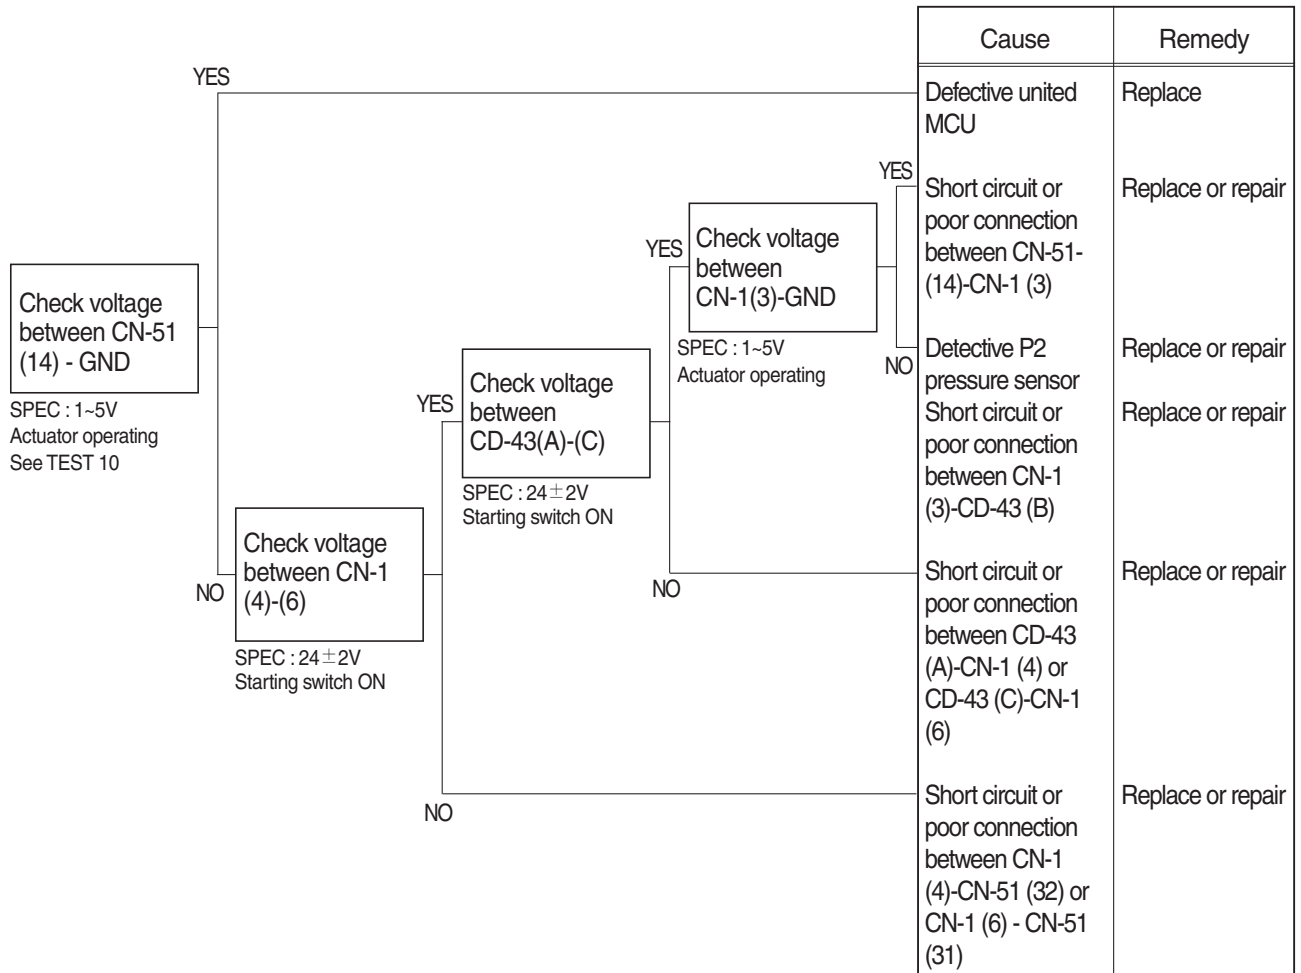 Cause
Remedy
YES
Defective united
MCU
Replace
YES
Short circuit or
poor connection
between CN-51-
(14)-CN-1 (3)
Replace or repair
YES
Check voltage
between
CN-1(3)-GND
SPEC : 1~5V
Actuator operating
NO
Detective P2
pressure sensor
Replace or repair
Short circuit or
poor connection
between CN-1
(3)-CD-43 (B)
Replace or repair
Check voltage
between CN-51
(14) - GND
SPEC : 1~5V
Actuator operating
See TEST 10
YES
Check voltage
between
CD-43(A)-(C)
SPEC : 24±2V
Starting switch ON
NO
Short circuit or
poor connection
between CD-43
(A)-CN-1 (4) or
CD-43 (C)-CN-1
(6)
Replace or repair
NO
Check voltage
between CN-1
(4)-(6)
SPEC : 24±2V
Starting switch ON
NO
Short circuit or
poor connection
between CN-1
(4)-CN-51 (32) or
CN-1 (6) - CN-51
(31)
Replace or repair